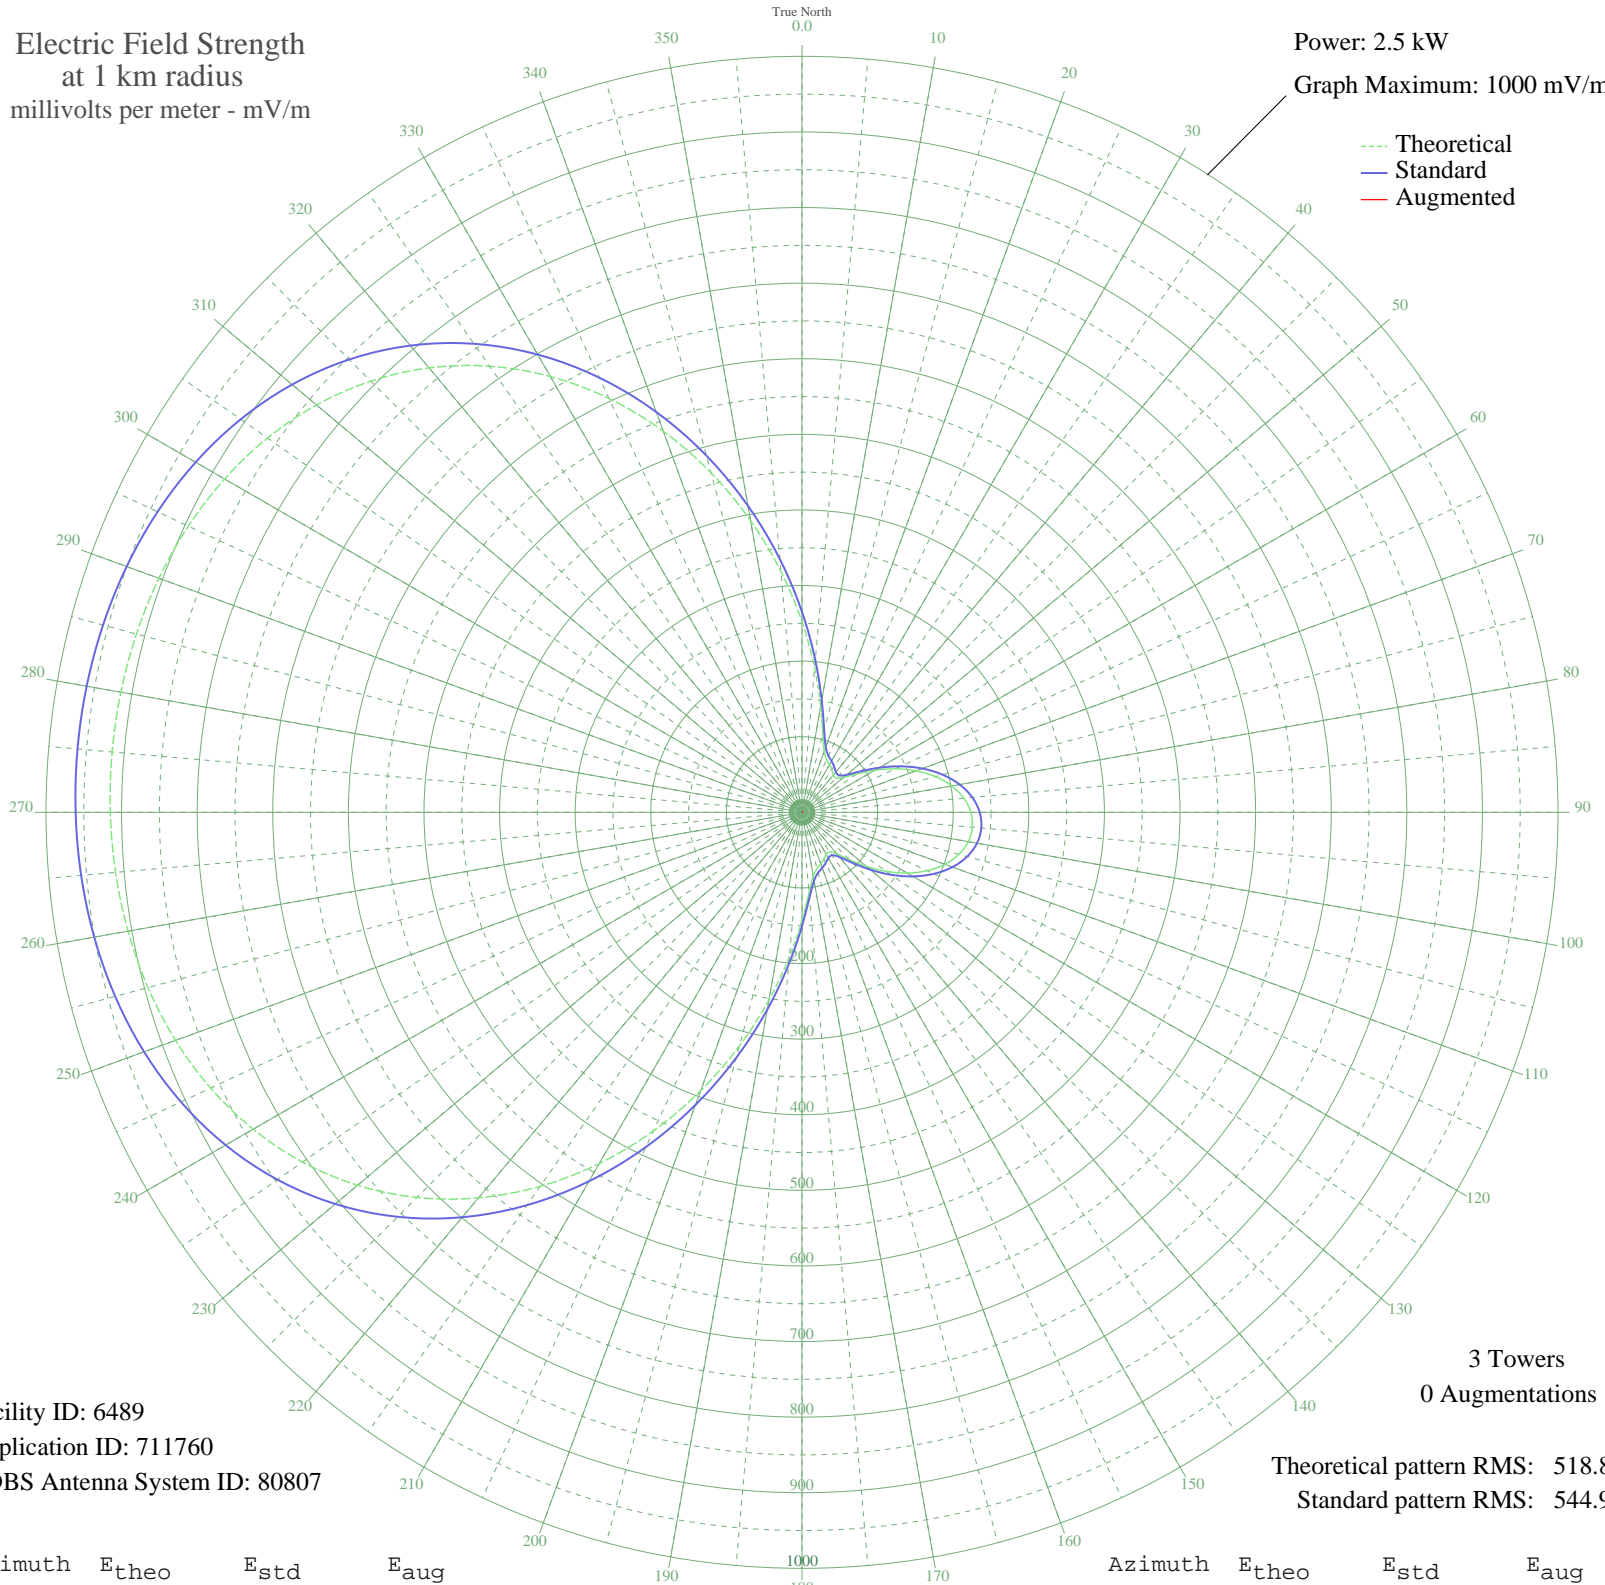 True North
Electric Field Strength
at 1 km radius
millivolts per meter - mV/m
Power: 2.5 kW
Graph Maximum: 1000 mV/m
Theoretical
Standard
Augmented
0.0
10
20
30
40
50
60
70
80
90
100
110
120
130
140
150
160
170
190
200
210
220
230
240
250
260
270
280
290
300
310
320
330
340
350
200
300
400
500
600
700
800
900
1000
3 Towers
0 Augmentations
cility ID: 6489
plication ID: 711760
DBS Antenna System ID: 80807
Theoretical pattern RMS: 518.8
Standard pattern RMS: 544.9
imuth Etheo Estd Eaug
Azimuth Etheo Estd Eaug